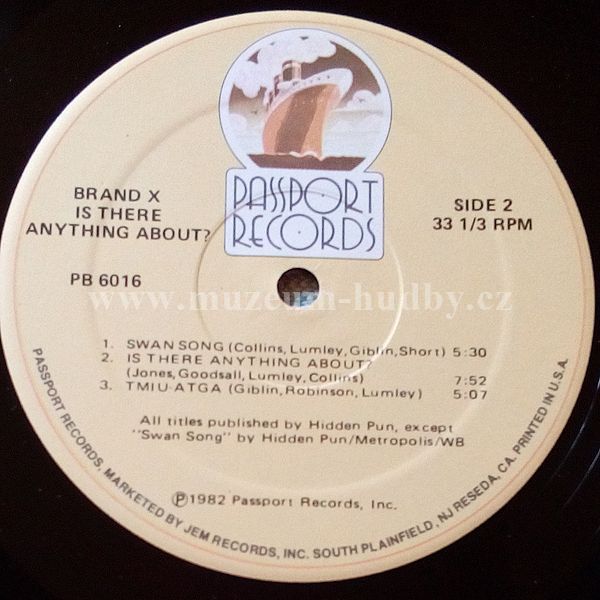 PASSPORT
RECORDS
BRAND X
IS THERE
ANYTHING ABOUT?
PB 6016
SIDE 2
33 1/3 RPM
www.muzeum-hudby.cz
1. SWAN SONG (Collins, Lumley, Giblin, Short) 5:30
2. IS THERE ANYTHING ABOUT?
(Jones, Goodsall, Lumley, Collins) 7:52
3. TMIU-ATGA (Giblin, Robinson, Lumley) 5:07
All titles published by Hidden Pun, except
"Swan Song" by Hidden Pun/Metropolis/WB
Ⓟ1982 Passport Records, Inc.
PASSPORT RECORDS, MARKETED BY JEM RECORDS, INC. SOUTH PLAINFIELD, NJ RESEDA, CA. PRINTED IN U.S.A.